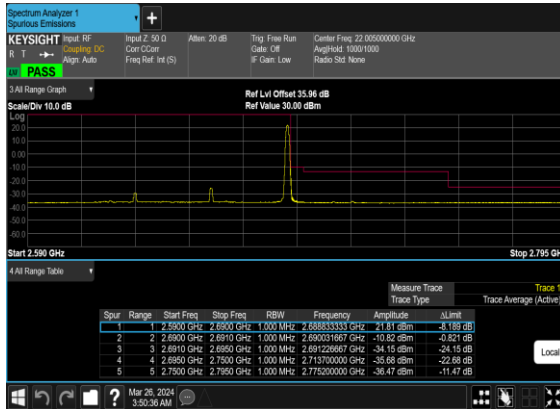 Spectrum Analyzer 1
Spurious Emissions
KEYSIGHT Input: RF Input Z: 50 Ω Atten: 20 dB Trig: Free Run Center Freq: 22.005000000 GHz
R T Coupling: DC Corr CCorr Gate: Off Avg|Hold: 1000/1000
Align: Auto Freq Ref: Int (S) IF Gain: Low Radio Std: None
PASS
3 All Range Graph
Ref Lvl Offset 35.96 dB
Scale/Div 10.0 dB Ref Value 30.00 dBm
Log
20.0
10.0
0.00
-10.0
-20.0
-30.0
-40.0
-50.0
-60.0
Start 2.590 GHz Stop 2.795 GH
4 All Range Table
Measure Trace Trace 1
Trace Type Trace Average (Active)
Spur Range Start Freq Stop Freq RBW Frequency Amplitude ΔLimit
1 1 2.5900 GHz 2.6900 GHz 1.000 MHz 2.688833333 GHz 21.81 dBm -8.189 dB
2 2 2.6900 GHz 2.6910 GHz 1.000 MHz 2.690031667 GHz -10.82 dBm -0.821 dB
3 3 2.6910 GHz 2.6950 GHz 1.000 MHz 2.691226667 GHz -34.15 dBm -24.15 dB
4 4 2.6950 GHz 2.7500 GHz 1.000 MHz 2.713700000 GHz -35.68 dBm -22.68 dB
5 5 2.7500 GHz 2.7950 GHz 1.000 MHz 2.775200000 GHz -36.47 dBm -11.47 dB
Local
Mar 26, 2024
3:50:36 AM